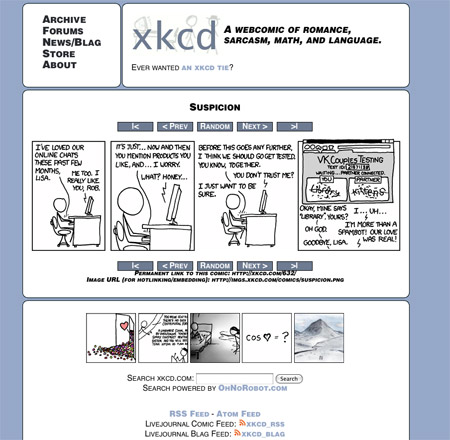 ARCHIVE
FORUMS
NEWS/BLAG
STORE
ABOUT
xkcd
A WEBCOMIC OF ROMANCE,
SARCASM, MATH, AND LANGUAGE.
EVER WANTED AN XKCD TIE?
SUSPICION
|< < PREV RANDOM NEXT > >|
I'VE LOVED OUR
ONLINE CHATS
THESE PAST FEW
MONTHS,
LISA.
ME TOO. I
REALLY LIKE
YOU, ROB.
IT'S JUST... NOW AND THEN
YOU MENTION PRODUCTS YOU
LIKE, AND... I WORRY.
WHAT? HONEY...
BEFORE THIS GOES ANY FURTHER,
I THINK WE SHOULD GO GET TESTED.
YOU KNOW, TOGETHER.
YOU DON'T TRUST ME?
I JUST WANT TO BE
SURE.
VK COUPLES TESTING
TEST ID:
WAITING... PARTNER CONNECTED.
YOU PARTNER
Library Kittens
OKAY, MINE SAYS
"LIBRARY". YOURS?
I... UH...
OH GOD.
I'M MORE THAN A
SPAMBOT! OUR LOVE
WAS REAL!
GOODBYE, LISA.
|< < PREV RANDOM NEXT > >|
PERMANENT LINK TO THIS COMIC: HTTP://XKCD.COM/632/
IMAGE URL (FOR HOTLINKING/EMBEDDING): HTTP://IMGS.XKCD.COM/COMICS/SUSPICION.PNG
COS ♥ = ?
SEARCH XKCD.COM: Search
SEARCH POWERED BY OHNOROBOT.COM
RSS FEED - ATOM FEED
LIVEJOURNAL COMIC FEED: XKCD_RSS
LIVEJOURNAL BLAG FEED: XKCD_BLAG